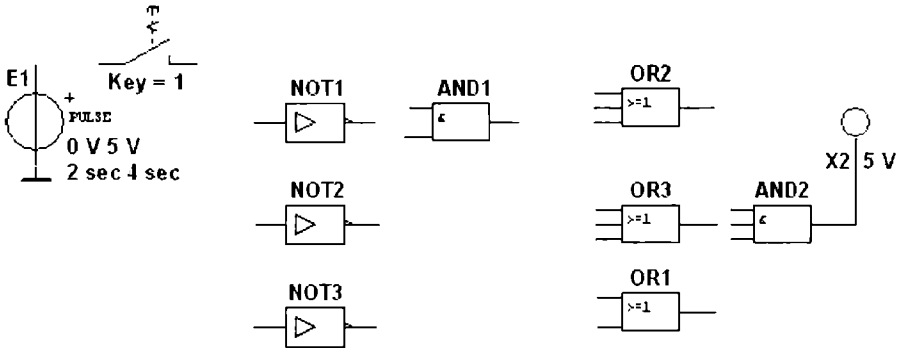 E1
Key = 1
+
PULSE
0 V 5 V
2 sec 4 sec
NOT1
AND1
&
OR2
>=1
X2 5 V
NOT2
OR3
>=1
AND2
&
NOT3
OR1
>=1